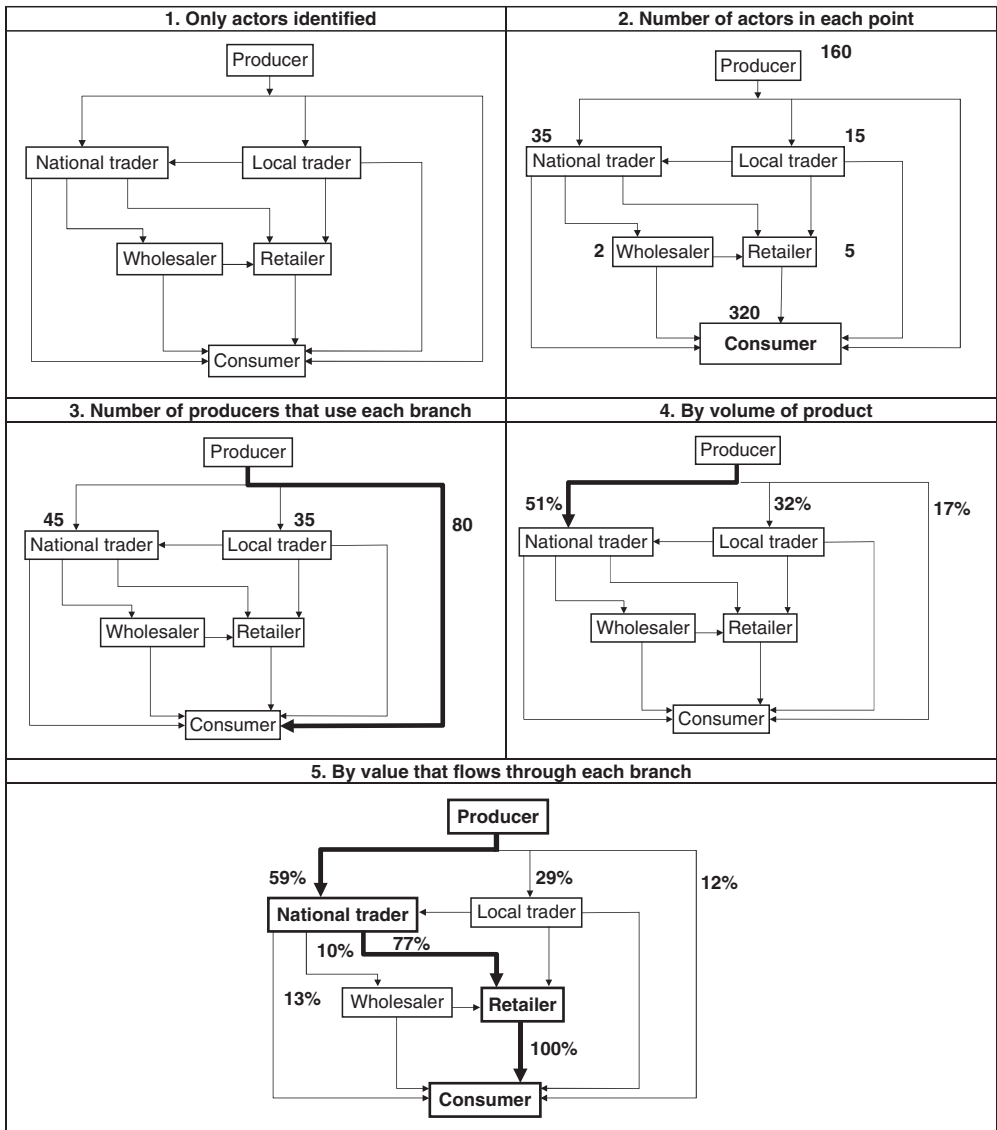 1. Only actors identified
Producer
National trader
Local trader
Wholesaler
Retailer
Consumer
2. Number of actors in each point
160
Producer
35
15
National trader
Local trader
2
Wholesaler
Retailer
5
320
Consumer
3. Number of producers that use each branch
Producer
45
35
80
National trader
Local trader
Wholesaler
Retailer
Consumer
4. By volume of product
Producer
51%
32%
17%
National trader
Local trader
Wholesaler
Retailer
Consumer
5. By value that flows through each branch
Producer
59%
29%
12%
National trader
Local trader
10%
77%
13%
Wholesaler
Retailer
100%
Consumer